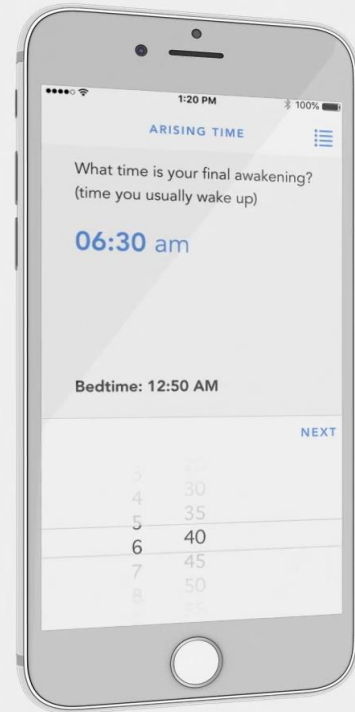 1:20 PM
100%
ARISING TIME
What time is your final awakening?
(time you usually wake up)
06:30 am
Bedtime: 12:50 AM
NEXT
4 30
5 35
6 40
7 45
8 50